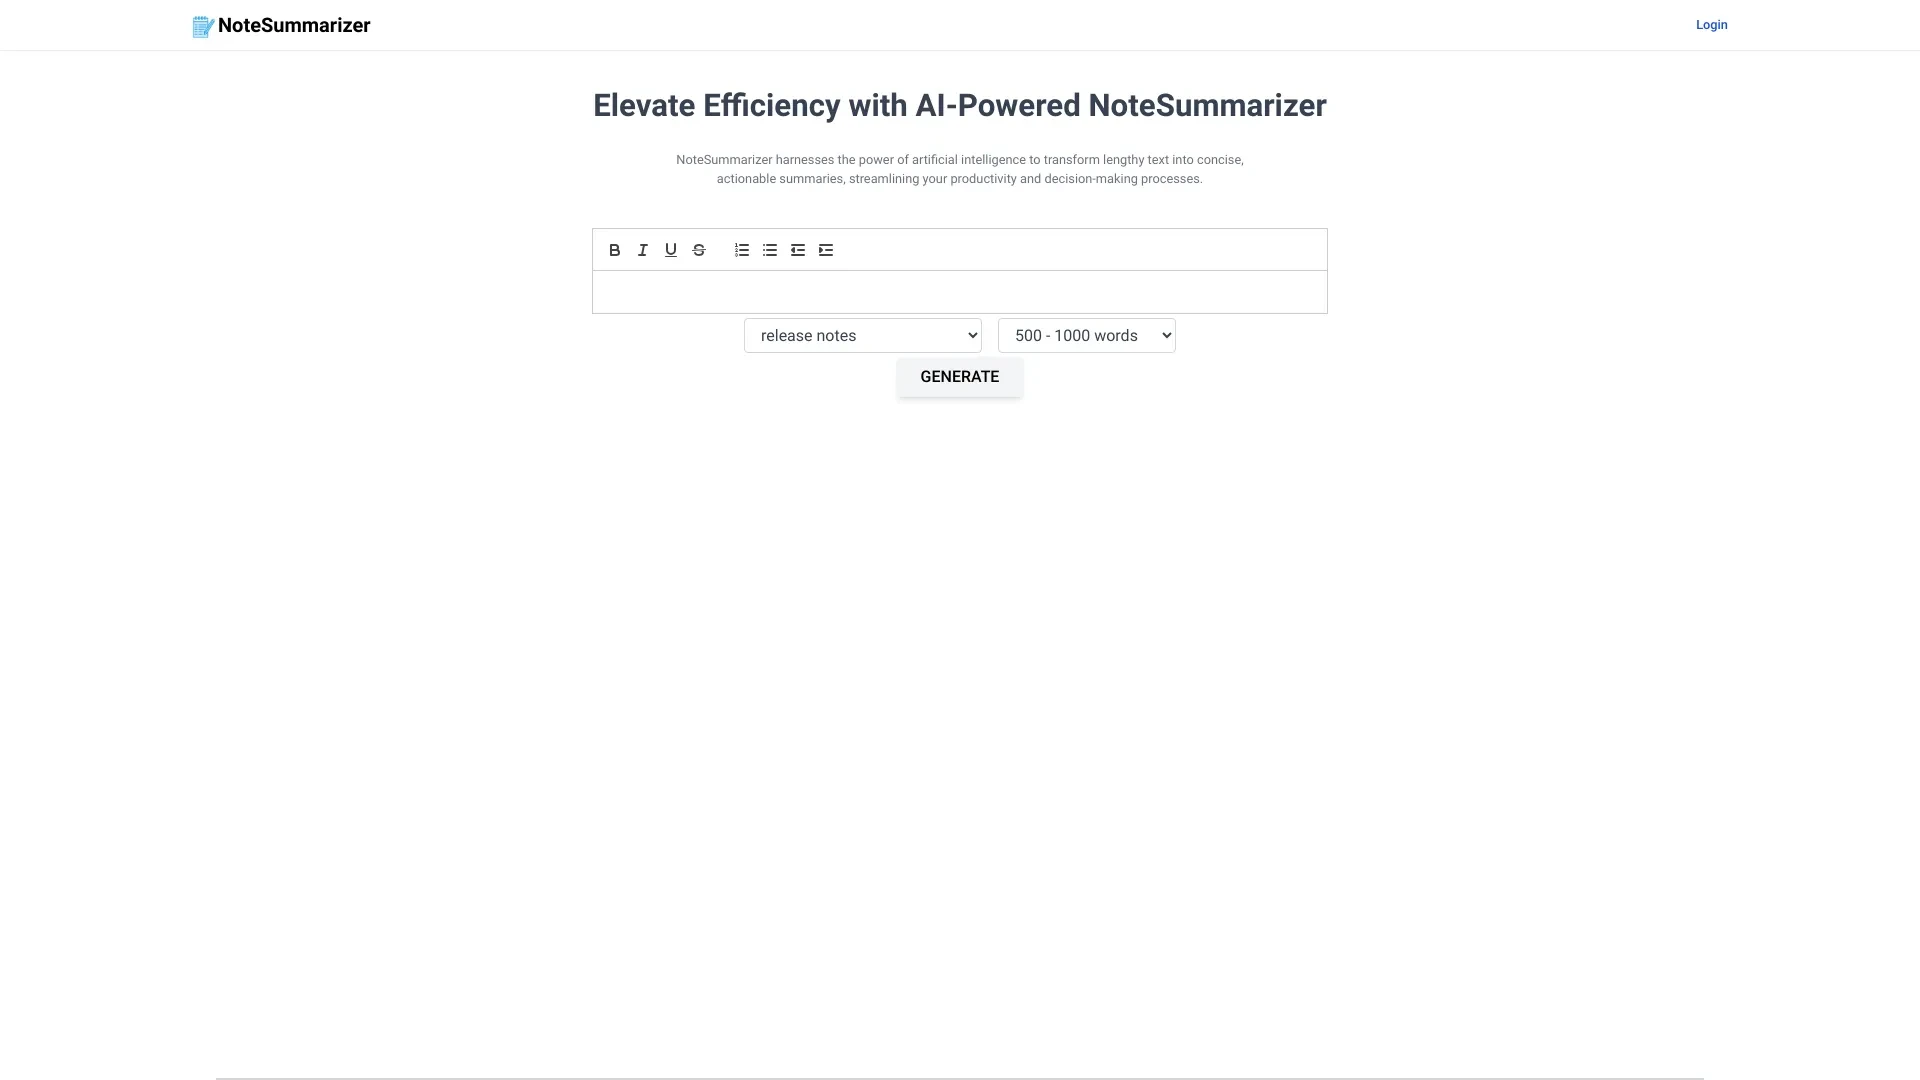 NoteSummarizer
Login
Elevate Efficiency with AI-Powered NoteSummarizer
NoteSummarizer harnesses the power of artificial intelligence to transform lengthy text into concise,
actionable summaries, streamlining your productivity and decision-making processes.
release notes
500 - 1000 words
GENERATE